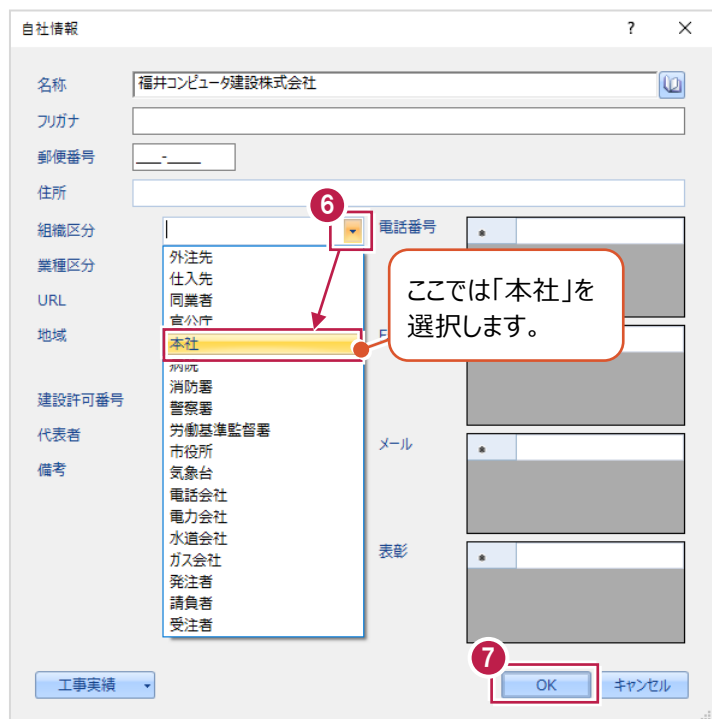 自社情報
?
×
名称
福井コンピュータ建設株式会社
フリガナ
郵便番号
___-____
住所
6
組織区分
電話番号
*
業種区分
URL
地域
外注先
仕入先
同業者
官公庁
本社
病院
消防署
警察署
労働基準監督署
市役所
気象台
電話会社
電力会社
水道会社
ガス会社
発注者
請負者
受注者
ここでは「本社」を
選択します。
建設許可番号
代表者
備考
メール
*
表彰
*
7
工事実績
OK
キャンセル